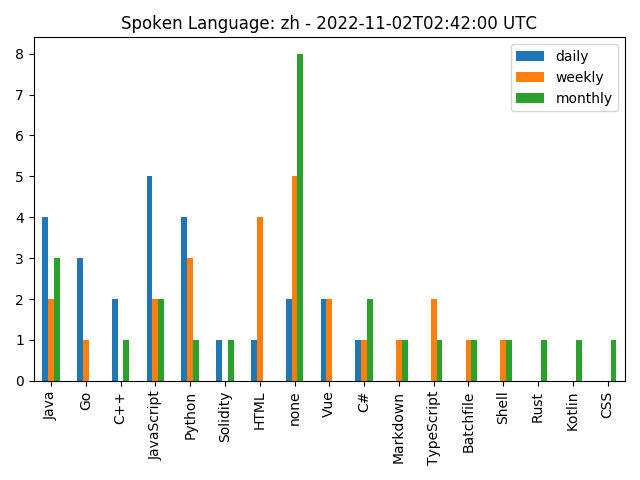 Spoken Language: zh - 2022-11-02T02:42:00 UTC
daily
weekly
monthly
8
7
6
5
4
3
2
1
0
Java
Go
C++
JavaScript
Python
Solidity
HTML
none
Vue
C#
Markdown
TypeScript
Batchfile
Shell
Rust
Kotlin
CSS